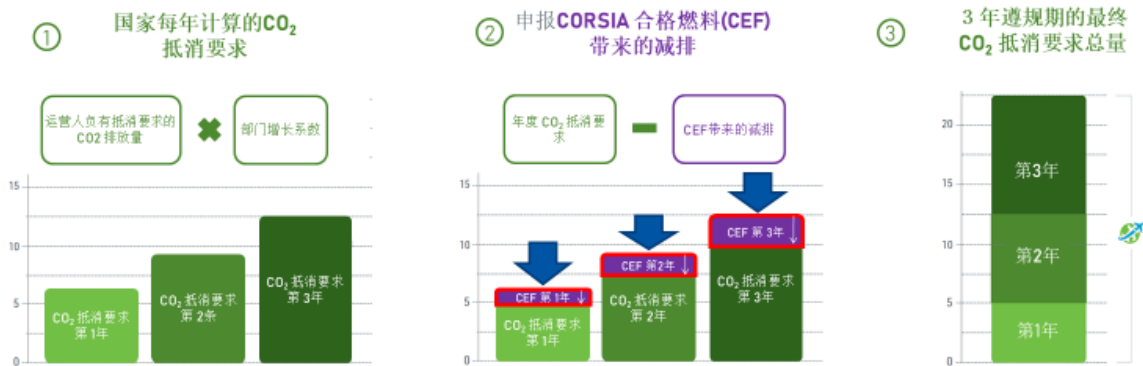 ①
国家每年计算的CO2
抵消要求
运营人负有抵消要求的
CO2 排放量
部门增长系数
15
10
5
0
CO2 抵消要求
第1年
CO2 抵消要求
第2条
CO2 抵消要求
第3年
②
申报CORSIA 合格燃料(CEF)
带来的减排
年度 CO2 抵消要
求
CEF带来的减排
15
10
5
0
CEF 第1年
CO2 抵消要求
第1年
CEF 第2年
CO2 抵消要求
第2年
CEF 第3年
CO2 抵消要求
第3年
③
3 年遵规期的最终
CO2 抵消要求总量
20
15
10
5
0
第3年
第2年
第1年